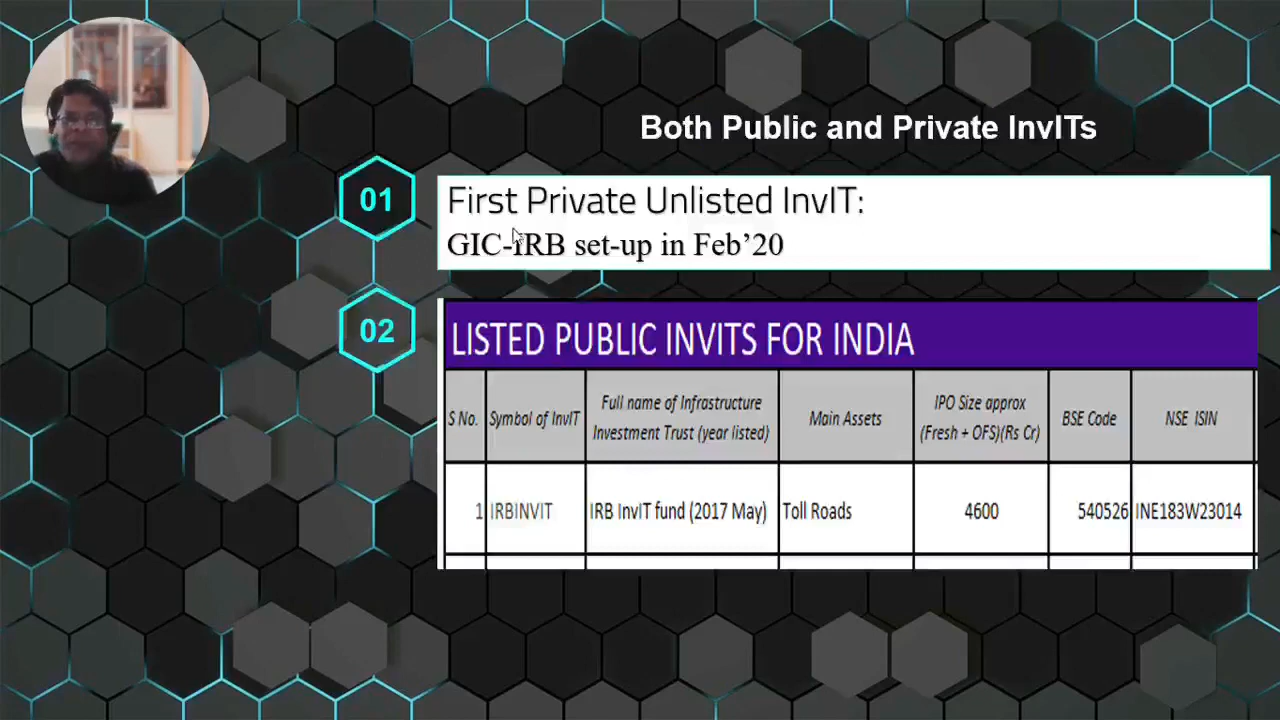 Both Public and Private InvITs
01
First Private Unlisted InvIT:
GIC-IRB set-up in Feb’20
02
LISTED PUBLIC INVITS FOR INDIA
S No. Symbol of InvIT Full name of Infrastructure Investment Trust (year listed) Main Assets IPO Size approx (Fresh + OFS)(Rs Cr) BSE Code NSE ISIN
1 IRBINVIT IRB InvIT fund (2017 May) Toll Roads 4600 540526 INE183W23014